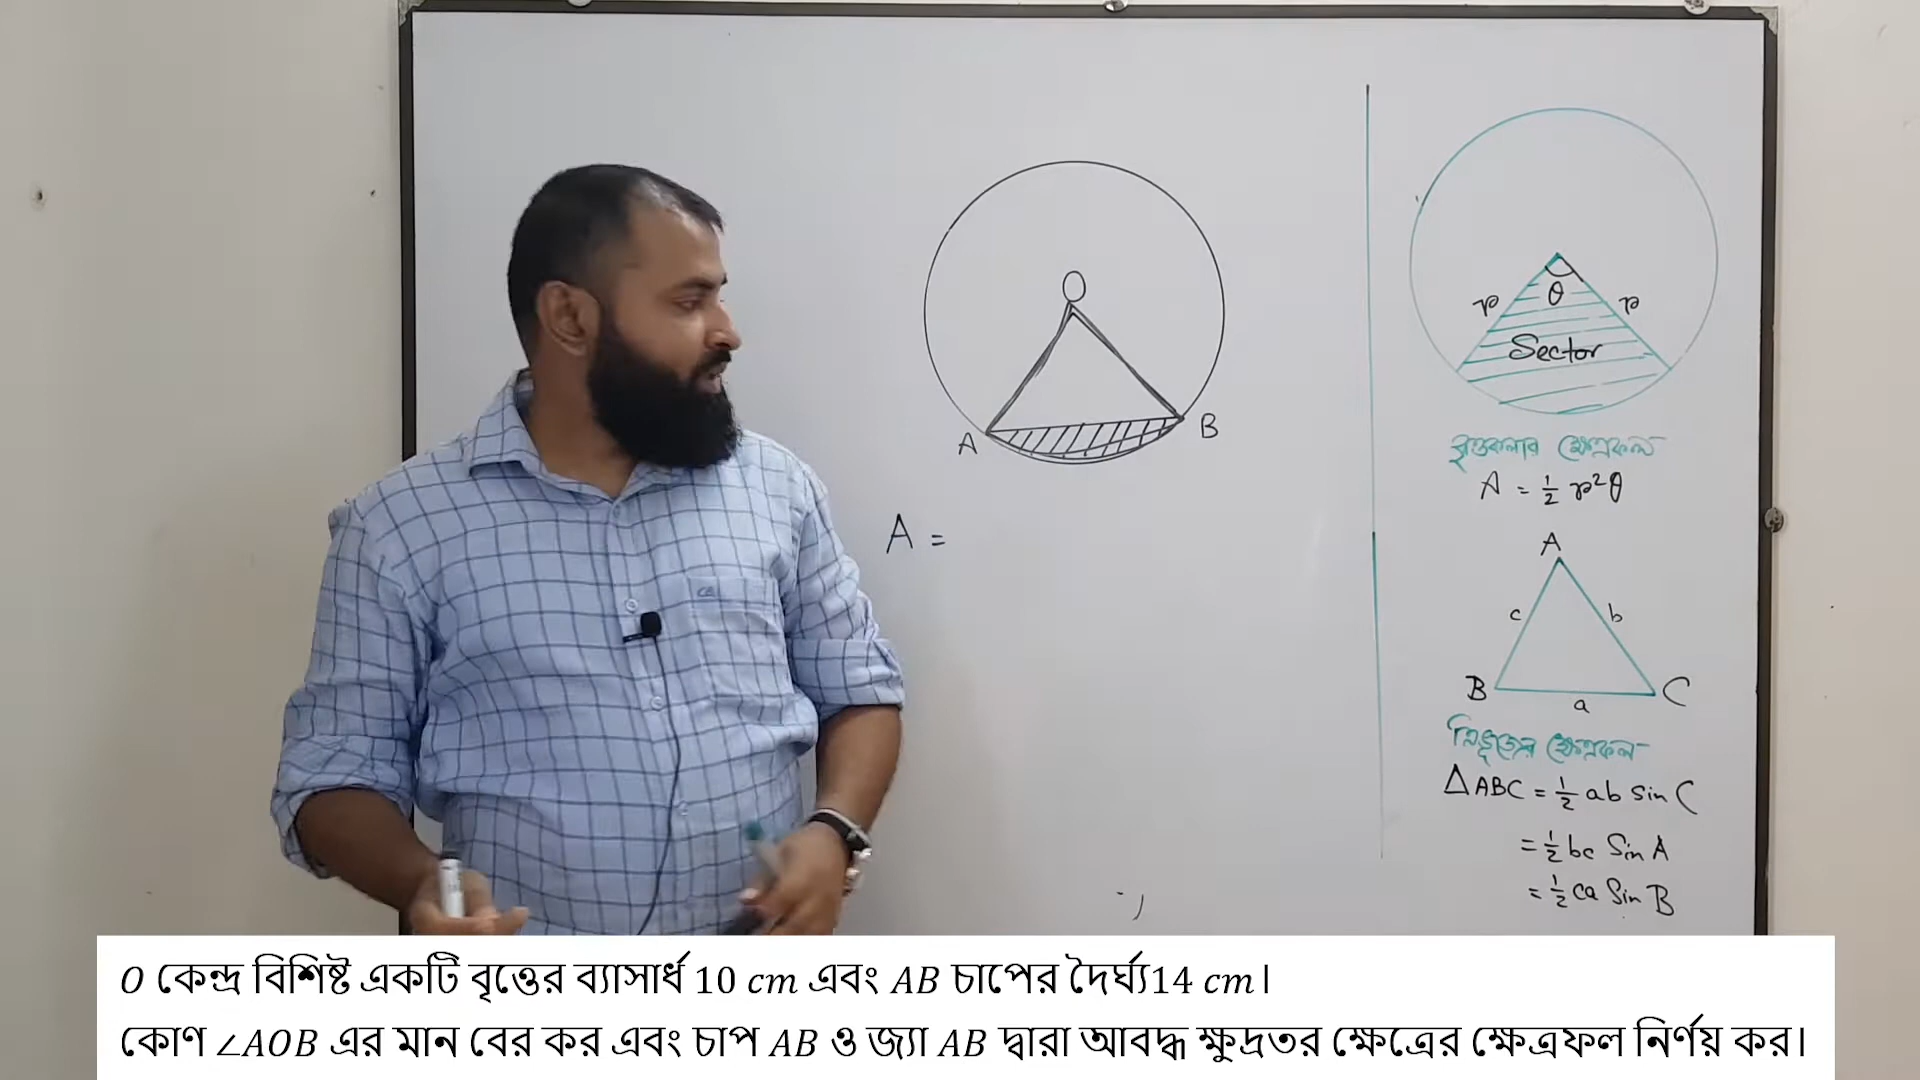 O
A
B
A =
θ
r
r
Sector
বৃত্তকলার ক্ষেত্রফল
A = 1/2 r²θ
A
c
b
B
a
C
ত্রিভুজের ক্ষেত্রফল
△ABC = 1/2 ab sin C
= 1/2 bc Sin A
= 1/2 ca Sin B
O কেন্দ্র বিশিষ্ট একটি বৃত্তের ব্যাসার্ধ 10 cm এবং AB চাপের দৈর্ঘ্য14 cm।
কোণ ∠AOB এর মান বের কর এবং চাপ AB ও জ্যা AB দ্বারা আবদ্ধ ক্ষুদ্রতর ক্ষেত্রের ক্ষেত্রফল নির্ণয় কর।